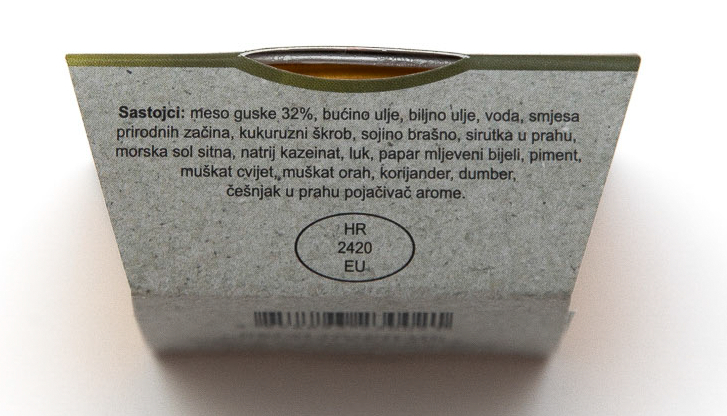 Sastojci: meso guske 32%, bućino ulje, biljno ulje, voda, smjesa
prirodnih začina, kukuruzni škrob, sojino brašno, sirutka u prahu,
morska sol sitna, natrij kazeinat, luk, papar mljeveni bijeli, piment,
muškat cvijet, muškat orah, korijander, dumber,
češnjak u prahu pojačivač arome.
HR
2420
EU